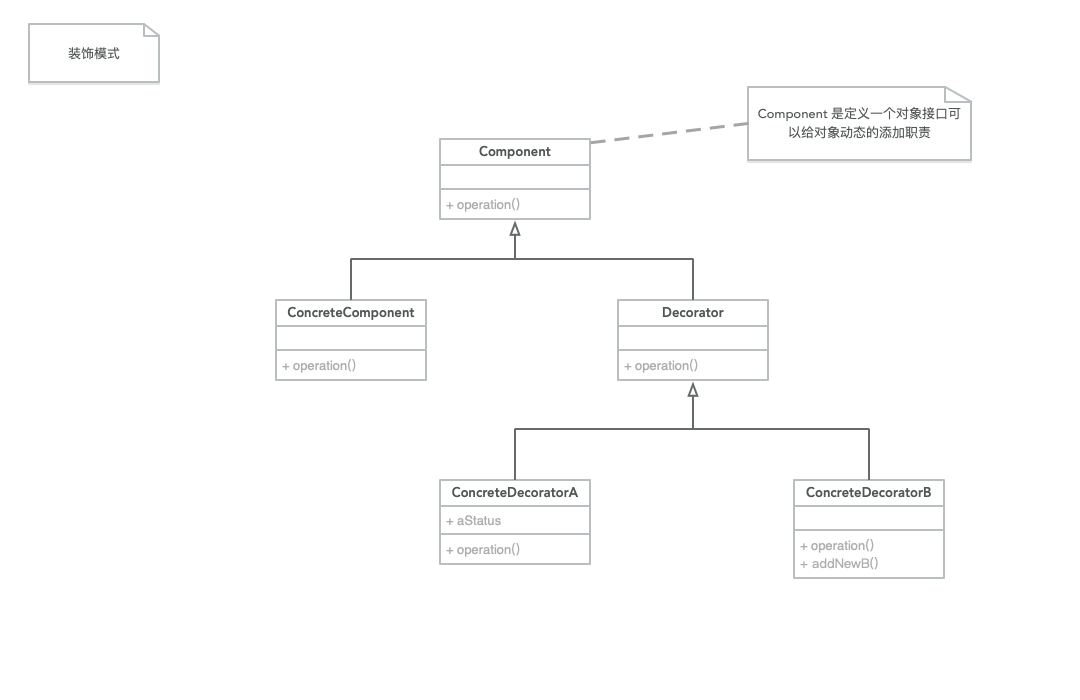 装饰模式
Component 是定义一个对象接口可
以给对象动态的添加职责
Component
+ operation()
ConcreteComponent
+ operation()
Decorator
+ operation()
ConcreteDecoratorA
+ aStatus
+ operation()
ConcreteDecoratorB
+ operation()
+ addNewB()